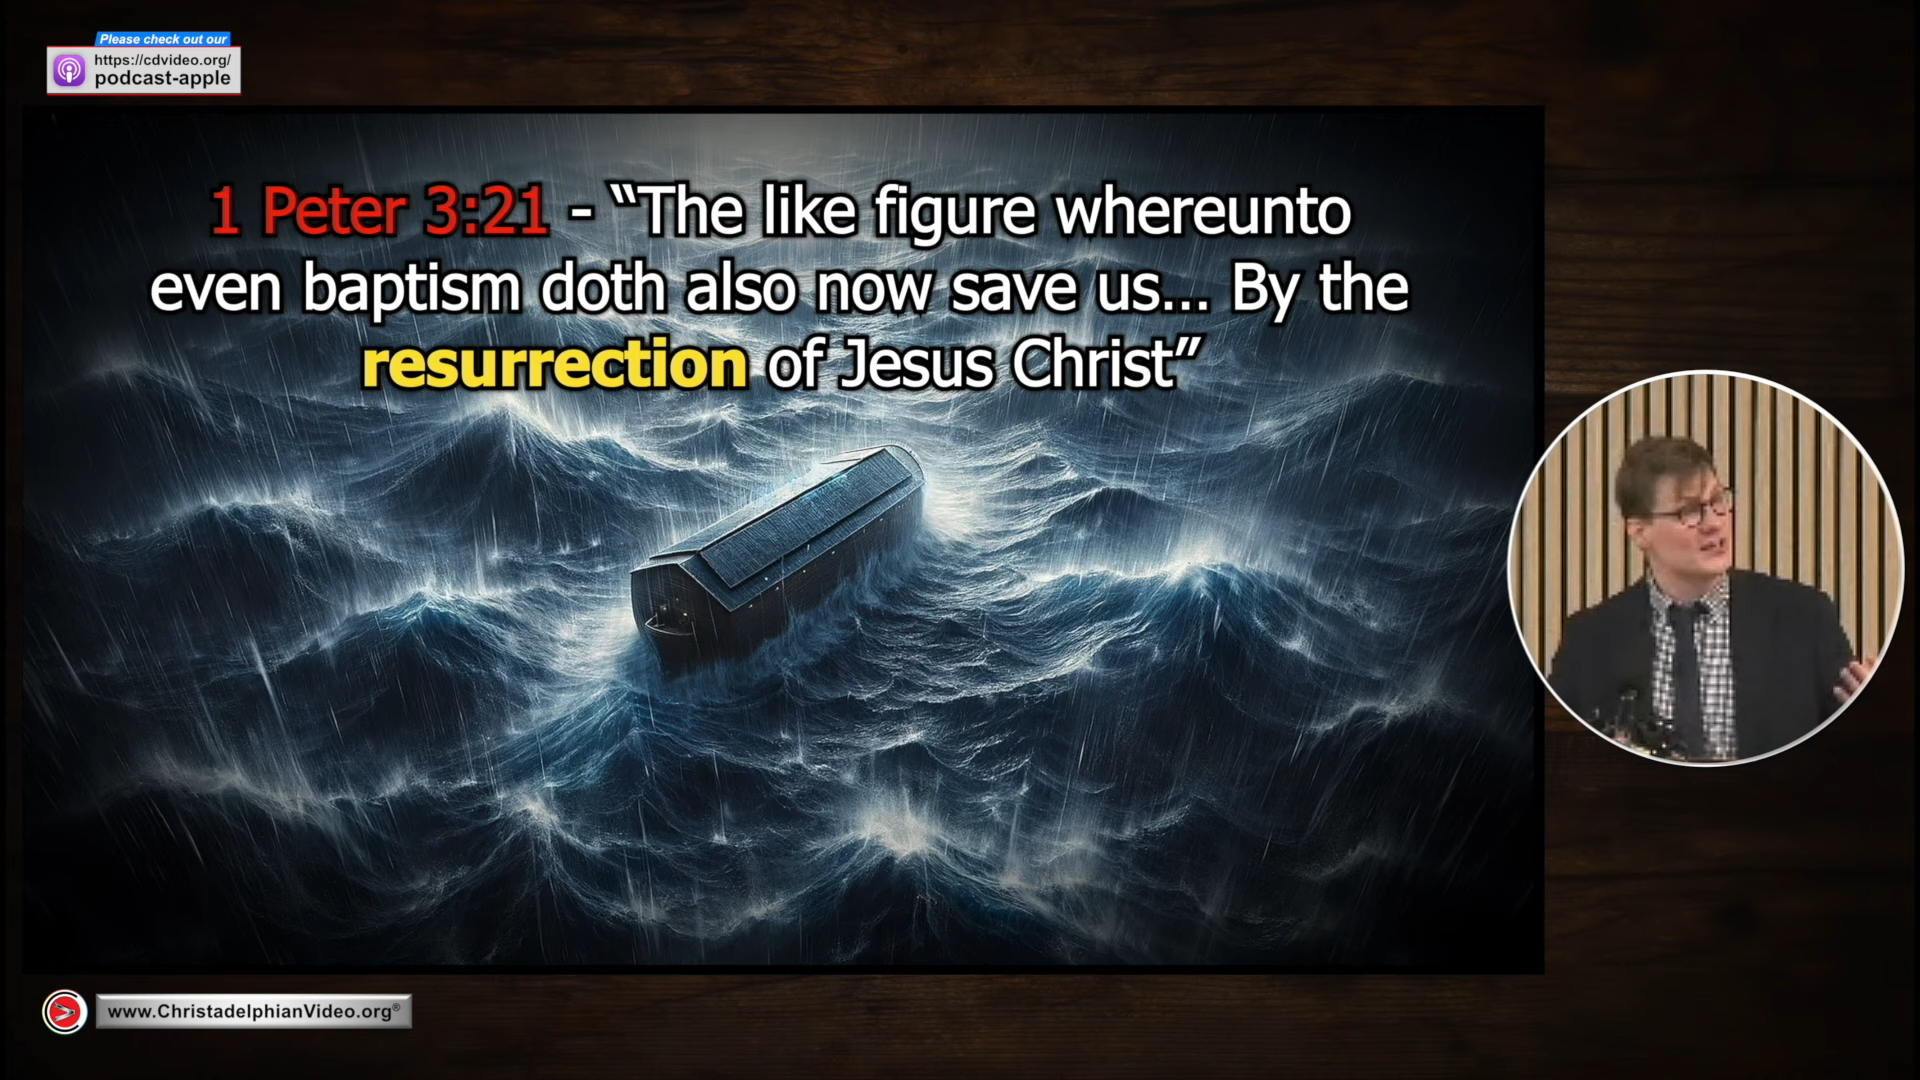 Please check out our
https://cdvideo.org/
podcast-apple
1 Peter 3:21 - “The like figure whereunto
even baptism doth also now save us... By the
resurrection of Jesus Christ”
www.ChristadelphianVideo.org®